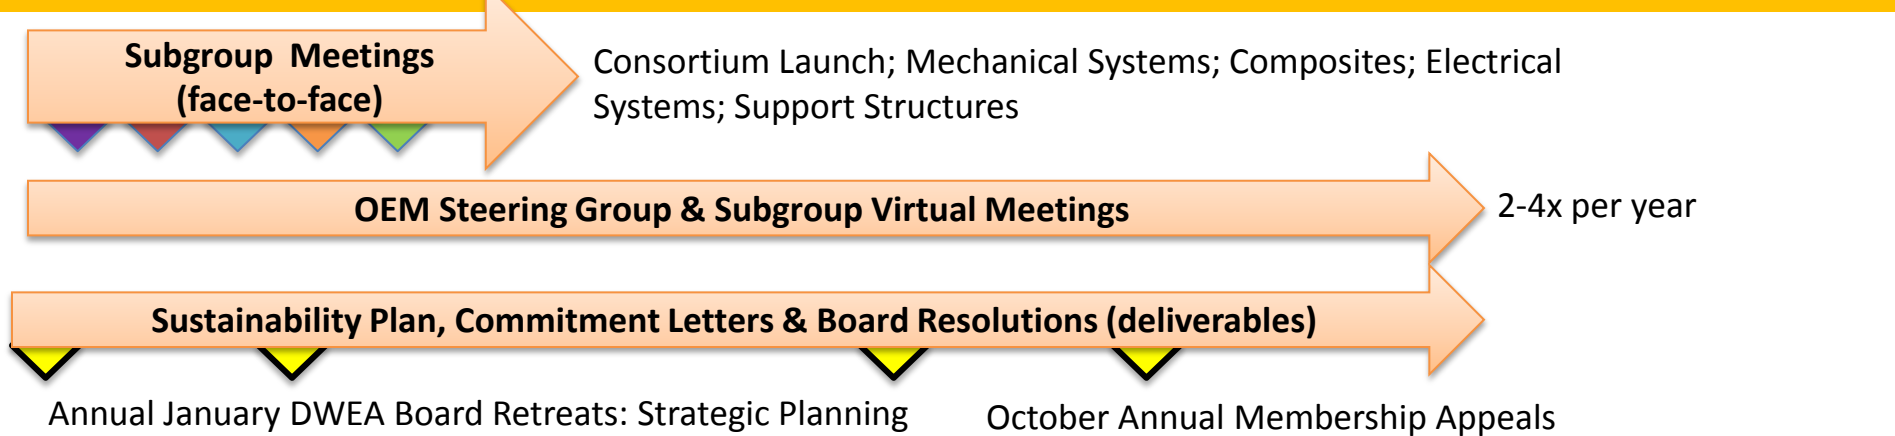 Subgroup Meetings
(face-to-face)
Consortium Launch; Mechanical Systems; Composites; Electrical
Systems; Support Structures
OEM Steering Group & Subgroup Virtual Meetings
2-4x per year
Sustainability Plan, Commitment Letters & Board Resolutions (deliverables)
Annual January DWEA Board Retreats: Strategic Planning
October Annual Membership Appeals